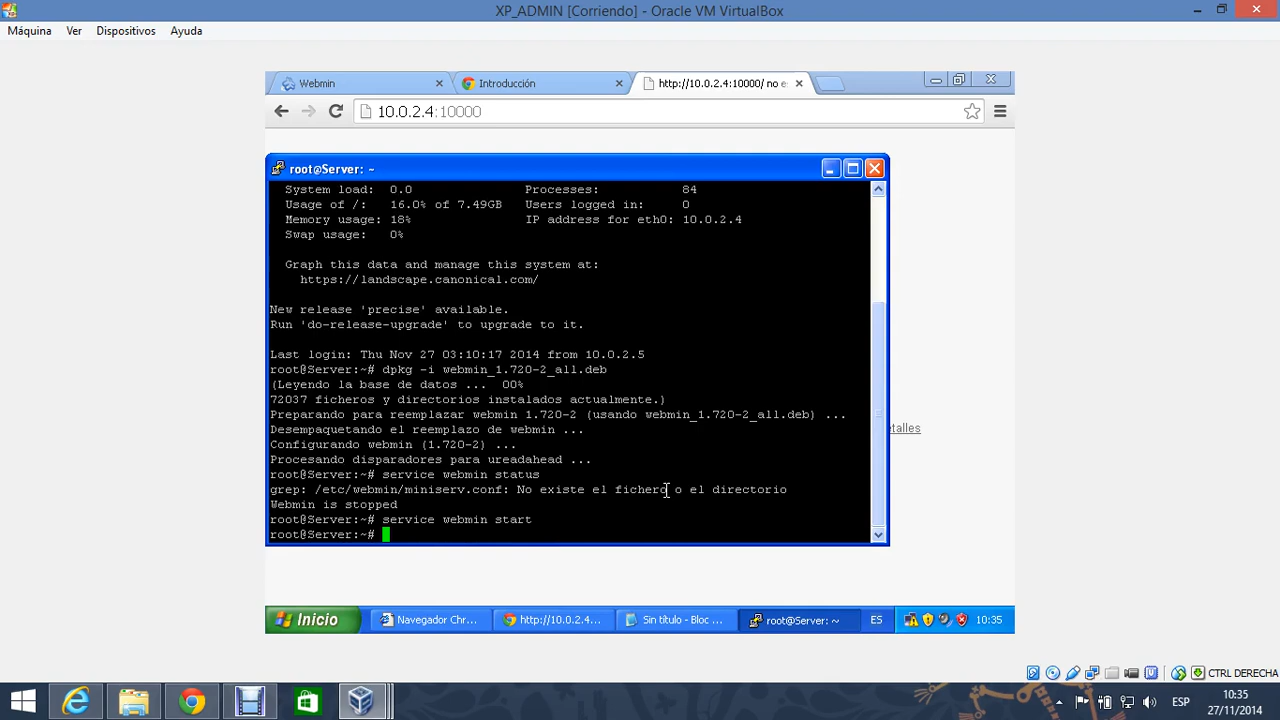 XP_ADMIN [Corriendo] - Oracle VM VirtualBox
Máquina Ver Dispositivos Ayuda
Webmin
Introducción
http://10.0.2.4:10000/ no e
10.0.2.4:10000
root@Server: ~
System load: 0.0 Processes: 84
Usage of /: 16.0% of 7.49GB Users logged in: 0
Memory usage: 18% IP address for eth0: 10.0.2.4
Swap usage: 0%
Graph this data and manage this system at:
https://landscape.canonical.com/
New release 'precise' available.
Run 'do-release-upgrade' to upgrade to it.
Last login: Thu Nov 27 03:10:17 2014 from 10.0.2.5
root@Server:~# dpkg -i webmin_1.720-2_all.deb
(Leyendo la base de datos ... 00%
72037 ficheros y directorios instalados actualmente.)
Preparando para reemplazar webmin 1.720-2 (usando webmin_1.720-2_all.deb) ...
Desempaquetando el reemplazo de webmin ...
Configurando webmin (1.720-2) ...
Procesando disparadores para ureadahead ...
root@Server:~# service webmin status
grep: /etc/webmin/miniserv.conf: No existe el fichero o el directorio
Webmin is stopped
root@Server:~# service webmin start
root@Server:~#
etalles
Inicio
Navegador Chr...
http://10.0.2.4...
Sin título - Bloc ...
root@Server: ~
ES
10:35
CTRL DERECHA
ESP
10:35
27/11/2014